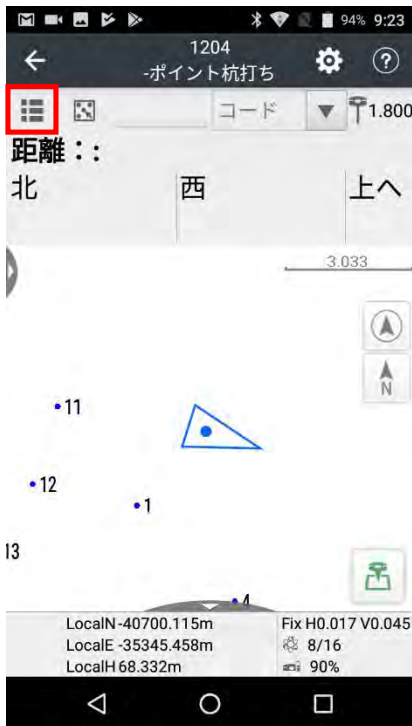 94% 9:23
1204
-ポイント杭打ち
?
コード 1.800
距離：:
北 西 上へ
3.033
N
11
12
1
13
4
LocalN -40700.115m Fix H0.017 V0.045
LocalE -35345.458m 8/16
LocalH 68.332m 90%